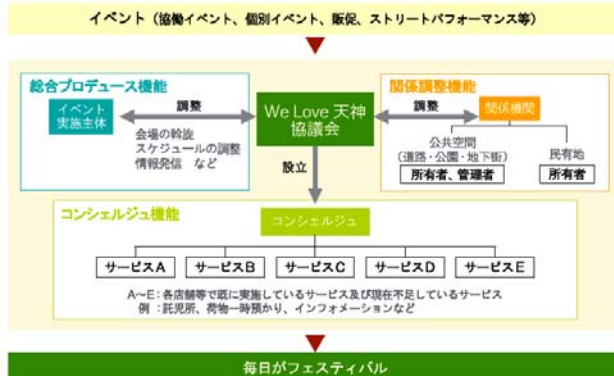 イベント（協働イベント、個別イベント、販促、ストリートパフォーマンス等）
総合プロデュース機能
イベント
実施主体
調整
会場の斡旋
スケジュールの調整
情報発信　など
We Love 天神
協議会
関係調整機能
調整
関係機関
公共空間
（道路・公園・地下街）
所有者、管理者
民有地
所有者
設立
コンシェルジュ機能
コンシェルジュ
サービスA
サービスB
サービスC
サービスD
サービスE
A～E：各店舗等で既に実施しているサービス及び現在不足しているサービス
例　：託児所、荷物一時預かり、インフォメーションなど
毎日がフェスティバル